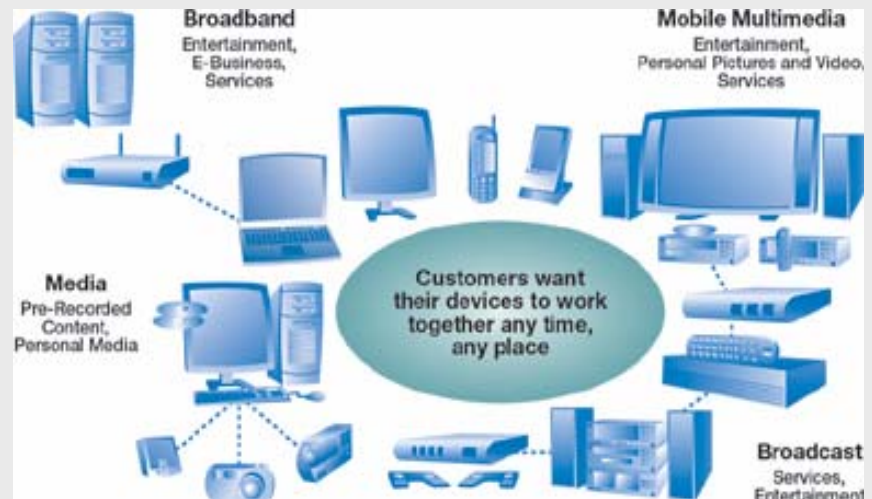 Broadband
Entertainment,
E-Business,
Services
Mobile Multimedia
Entertainment,
Personal Pictures and Video,
Services
Customers want
their devices to work
together any time,
any place
Media
Pre-Recorded
Content,
Personal Media
Broadcast
Services,
Entertainment